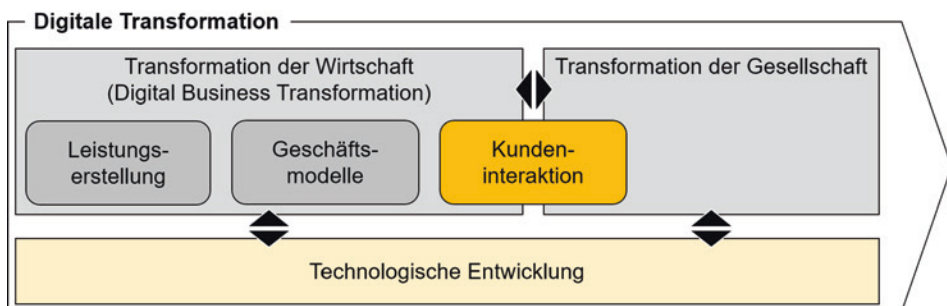 Digitale Transformation
Transformation der Wirtschaft
(Digital Business Transformation)
Transformation der Gesellschaft
Leistungs-
erstellung
Geschäfts-
modelle
Kunden-
interaktion
Technologische Entwicklung